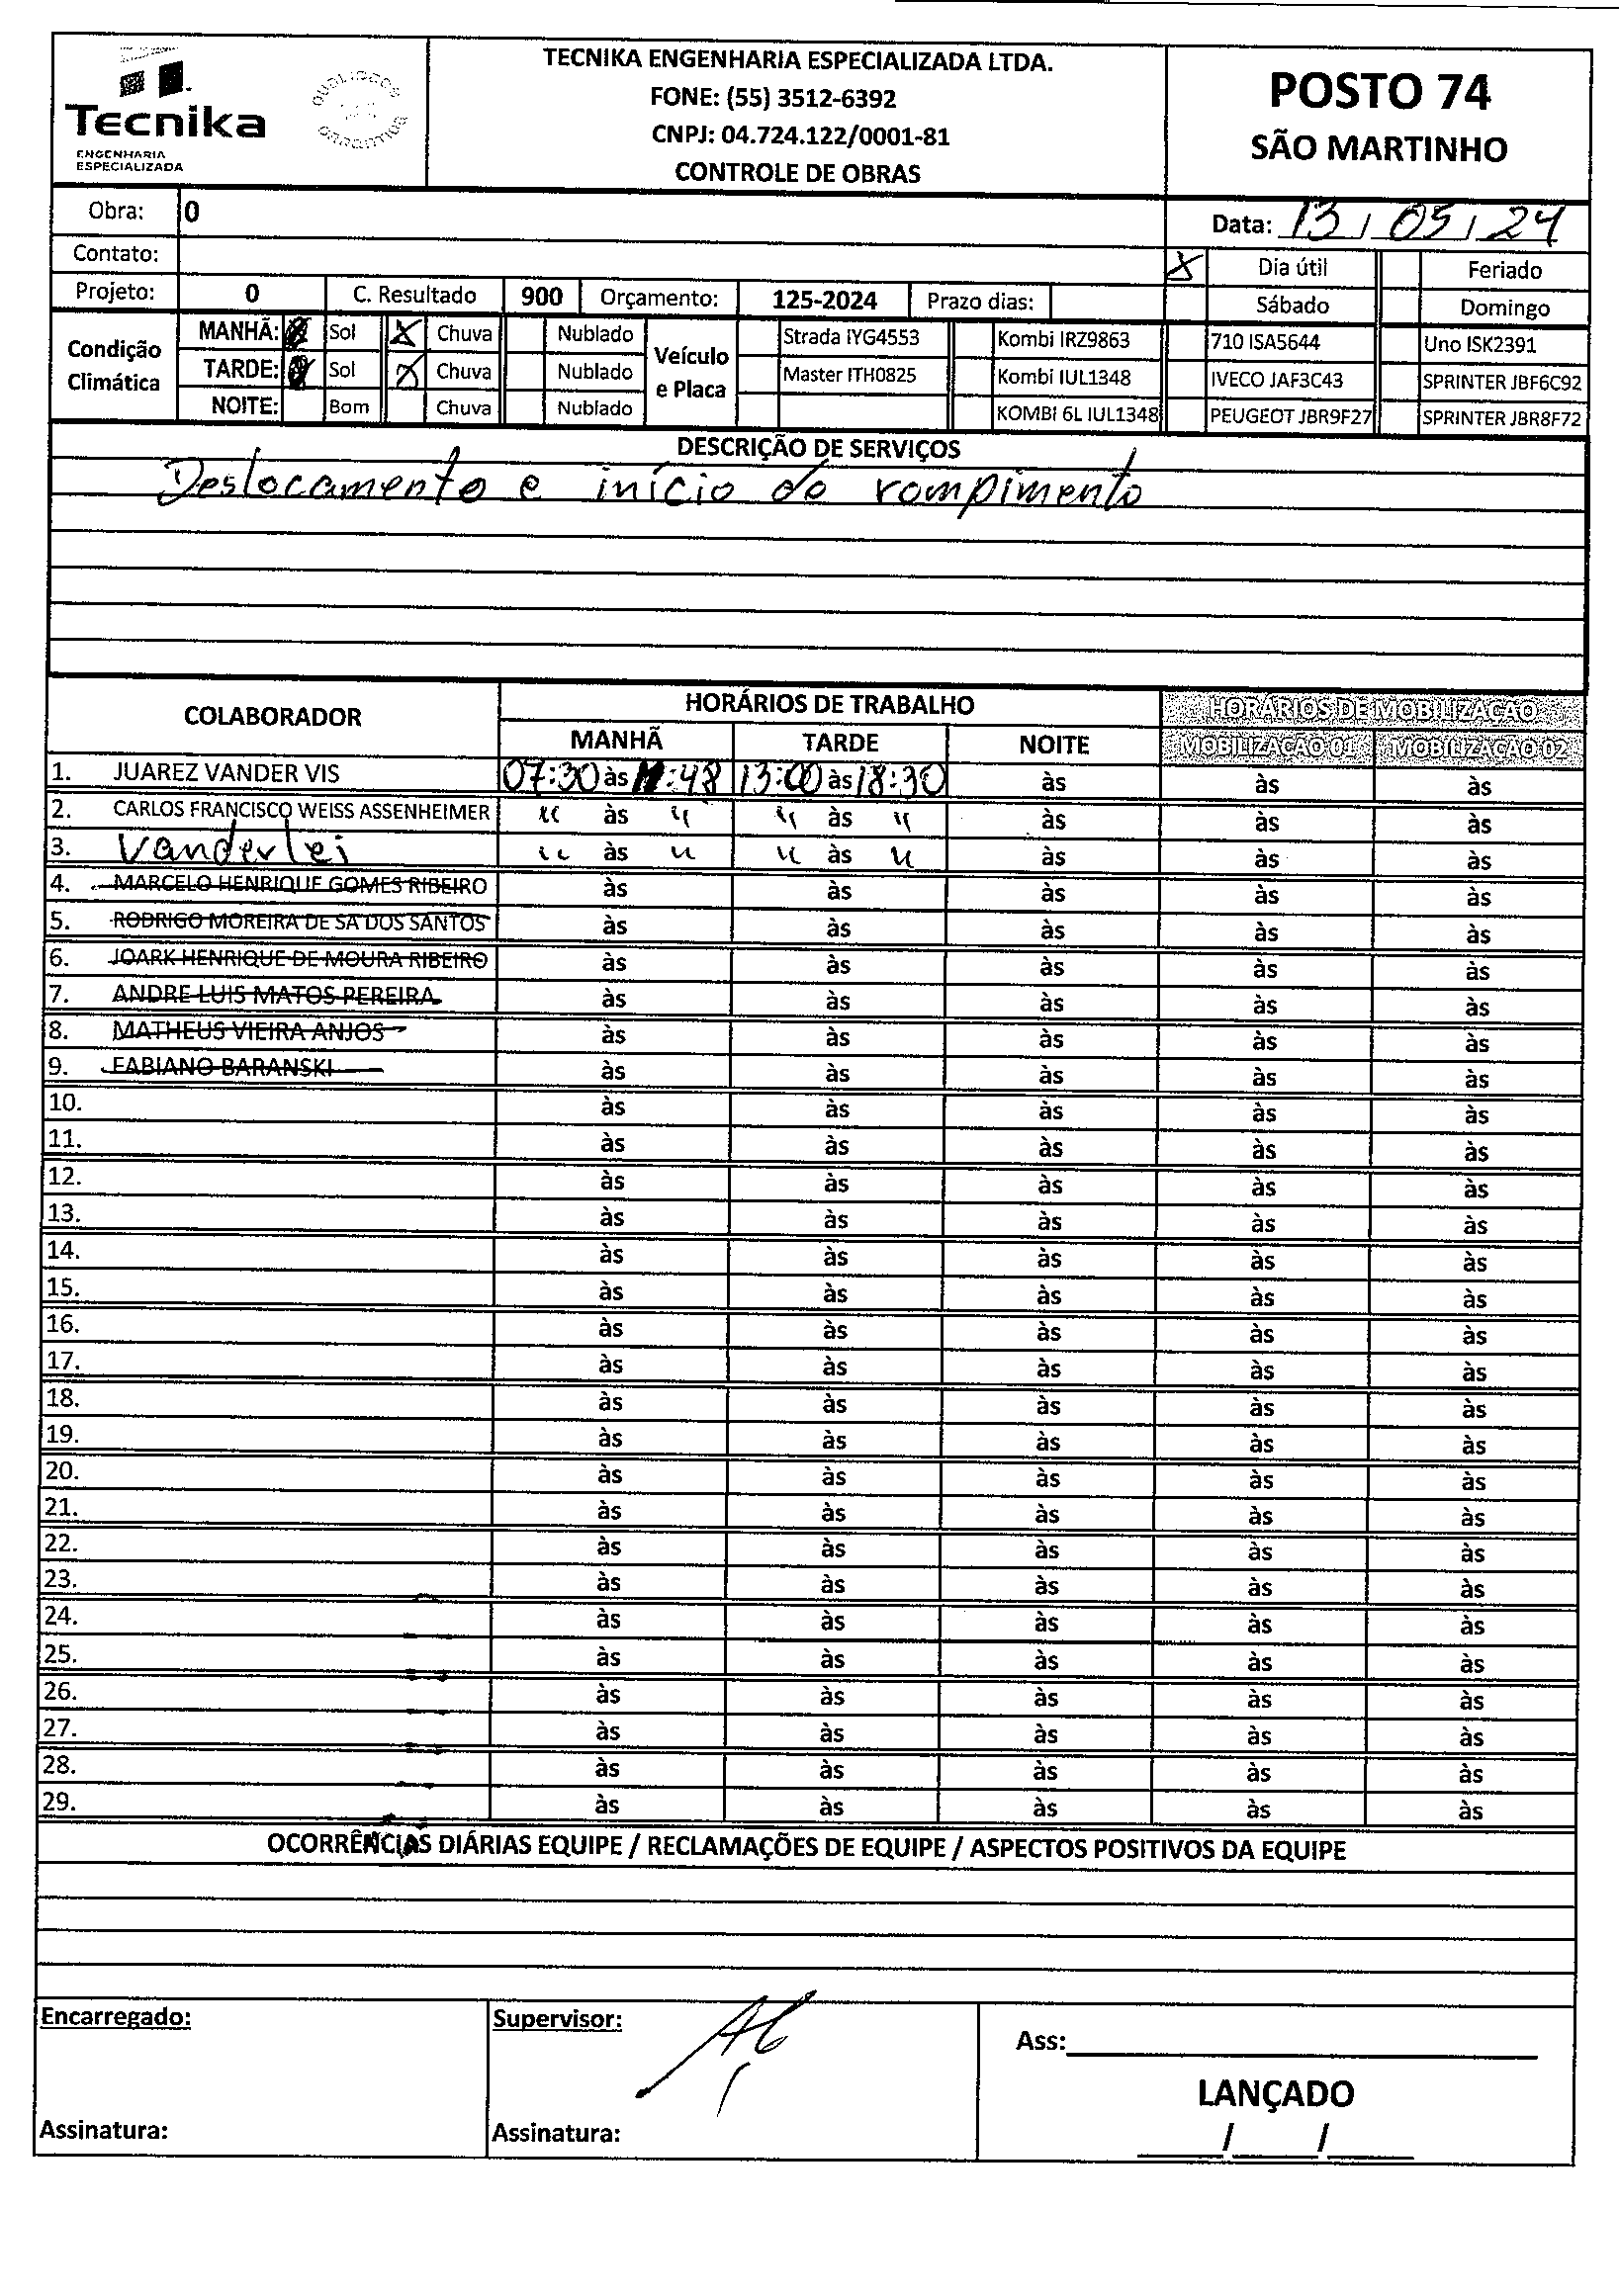 Tecnika
ENGENHARIA
ESPECIALIZADA
TECNIKA ENGENHARIA ESPECIALIZADA LTDA.
FONE: (55) 3512-6392
CNPJ: 04.724.122/0001-81
CONTROLE DE OBRAS
POSTO 74
SÃO MARTINHO
Obra: 0
Data: 13/05/24
Contato:
X Dia útil Feriado
Projeto: 0 C. Resultado 900 Orçamento: 125-2024 Prazo dias: Sábado Domingo
Condição Climática
MANHÃ: Sol X Chuva Nublado
TARDE: Sol X Chuva Nublado
NOITE: Bom Chuva Nublado
Veículo e Placa
Strada IYG4553 Kombi IRZ9863 710 ISA5644 Uno ISK2391
Master ITH0825 Kombi IUL1348 IVECO JAF3C43 SPRINTER JBF6C92
KOMBI 6L IUL1348 PEUGEOT JBR9F27 SPRINTER JBR8F72
DESCRIÇÃO DE SERVIÇOS
Deslocamento e início do rompimento
COLABORADOR HORÁRIOS DE TRABALHO HORÁRIOS DE MOBILIZAÇÃO
MANHÃ TARDE NOITE MOBILIZAÇÃO 01 MOBILIZAÇÃO 02
1. JUAREZ VANDER VIS 07:30 às 11:48 13:00 às 18:30 às às às
2. CARLOS FRANCISCO WEISS ASSENHEIMER " às " " às " às às às
3. Vanderlei " às " " às " às às às
4. MARCELO HENRIQUE GOMES RIBEIRO às às às às às
5. RODRIGO MOREIRA DE SA DOS SANTOS às às às às às
6. JOARK HENRIQUE DE MOURA RIBEIRO às às às às às
7. ANDRE LUIS MATOS PEREIRA às às às às às
8. MATHEUS VIEIRA ANJOS às às às às às
9. FABIANO BARANSKI às às às às às
10. às às às às às
11. às às às às às
12. às às às às às
13. às às às às às
14. às às às às às
15. às às às às às
16. às às às às às
17. às às às às às
18. às às às às às
19. às às às às às
20. às às às às às
21. às às às às às
22. às às às às às
23. às às às às às
24. às às às às às
25. às às às às às
26. às às às às às
27. às às às às às
28. às às às às às
29. às às às às às
OCORRÊNCIAS DIÁRIAS EQUIPE / RECLAMAÇÕES DE EQUIPE / ASPECTOS POSITIVOS DA EQUIPE
Encarregado:
Supervisor:
Ass:
LANÇADO
Assinatura:
Assinatura:
/ /